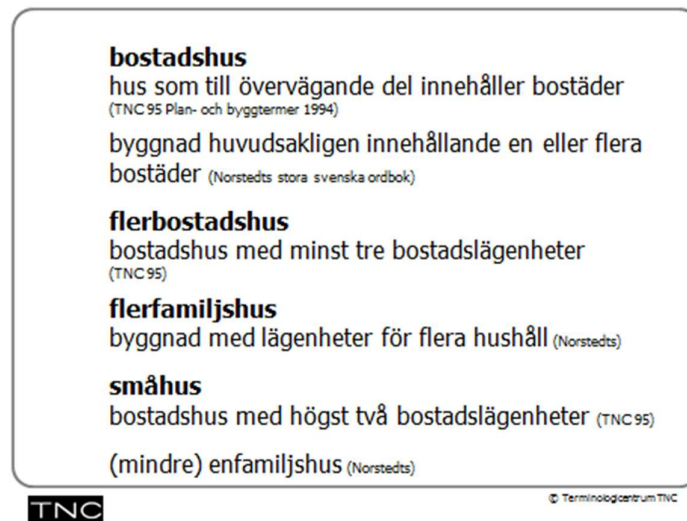 bostadshus
hus som till övervägande del innehåller bostäder
(TNC 95 Plan- och byggtermer 1994)
byggnad huvudsakligen innehållande en eller flera
bostäder (Norstedts stora svenska ordbok)
flerbostadshus
bostadshus med minst tre bostadslägenheter
(TNC 95)
flerfamiljshus
byggnad med lägenheter för flera hushåll (Norstedts)
småhus
bostadshus med högst två bostadslägenheter (TNC 95)
(mindre) enfamiljshus (Norstedts)
© Terminologicentrum TNC
TNC